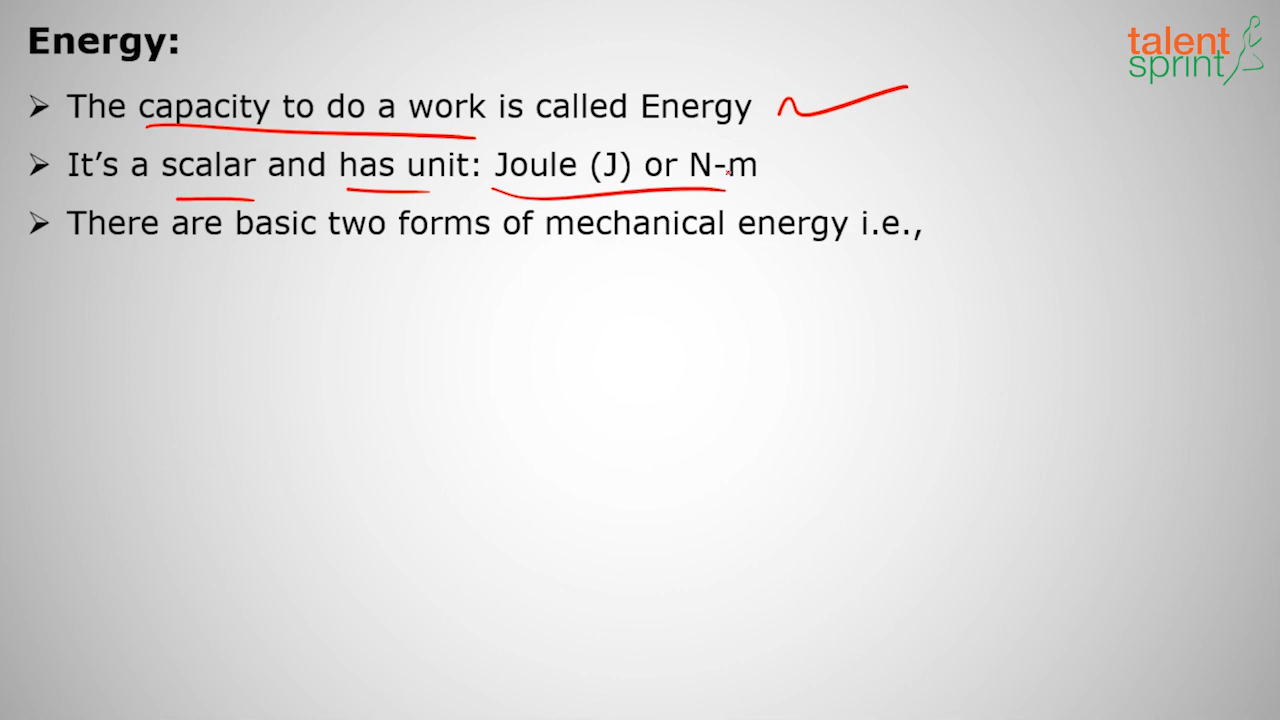 Energy:
talent
sprint
➢ The capacity to do a work is called Energy
➢ It’s a scalar and has unit: Joule (J) or N-m
➢ There are basic two forms of mechanical energy i.e.,